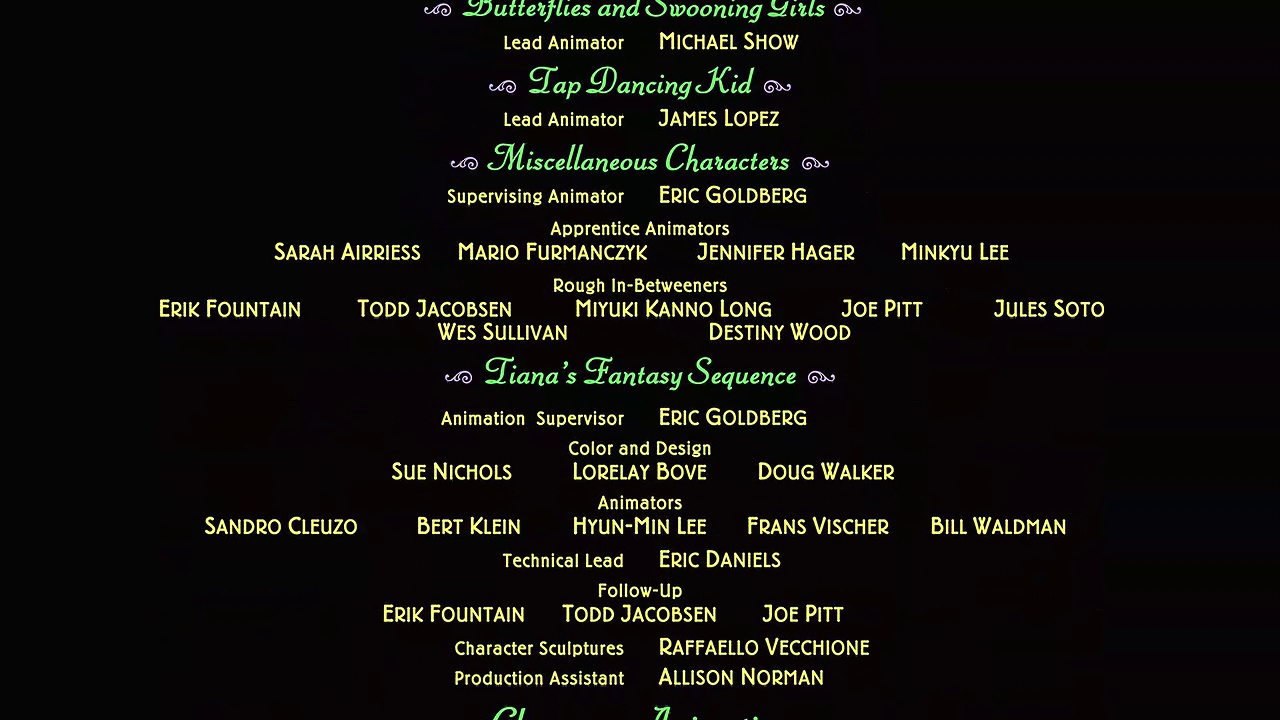 Butterflies and Swooning Girls
Lead Animator MICHAEL SHOW
Tap Dancing Kid
Lead Animator JAMES LOPEZ
Miscellaneous Characters
Supervising Animator ERIC GOLDBERG
Apprentice Animators
SARAH AIRRIESS MARIO FURMANCZYK JENNIFER HAGER MINKYU LEE
Rough In-Betweeners
ERIK FOUNTAIN TODD JACOBSEN MIYUKI KANNO LONG JOE PITT JULES SOTO
WES SULLIVAN DESTINY WOOD
Tiana's Fantasy Sequence
Animation Supervisor ERIC GOLDBERG
Color and Design
SUE NICHOLS LORELAY BOVE DOUG WALKER
Animators
SANDRO CLEUZO BERT KLEIN HYUN-MIN LEE FRANS VISCHER BILL WALDMAN
Technical Lead ERIC DANIELS
Follow-Up
ERIK FOUNTAIN TODD JACOBSEN JOE PITT
Character Sculptures RAFFAELLO VECCHIONE
Production Assistant ALLISON NORMAN